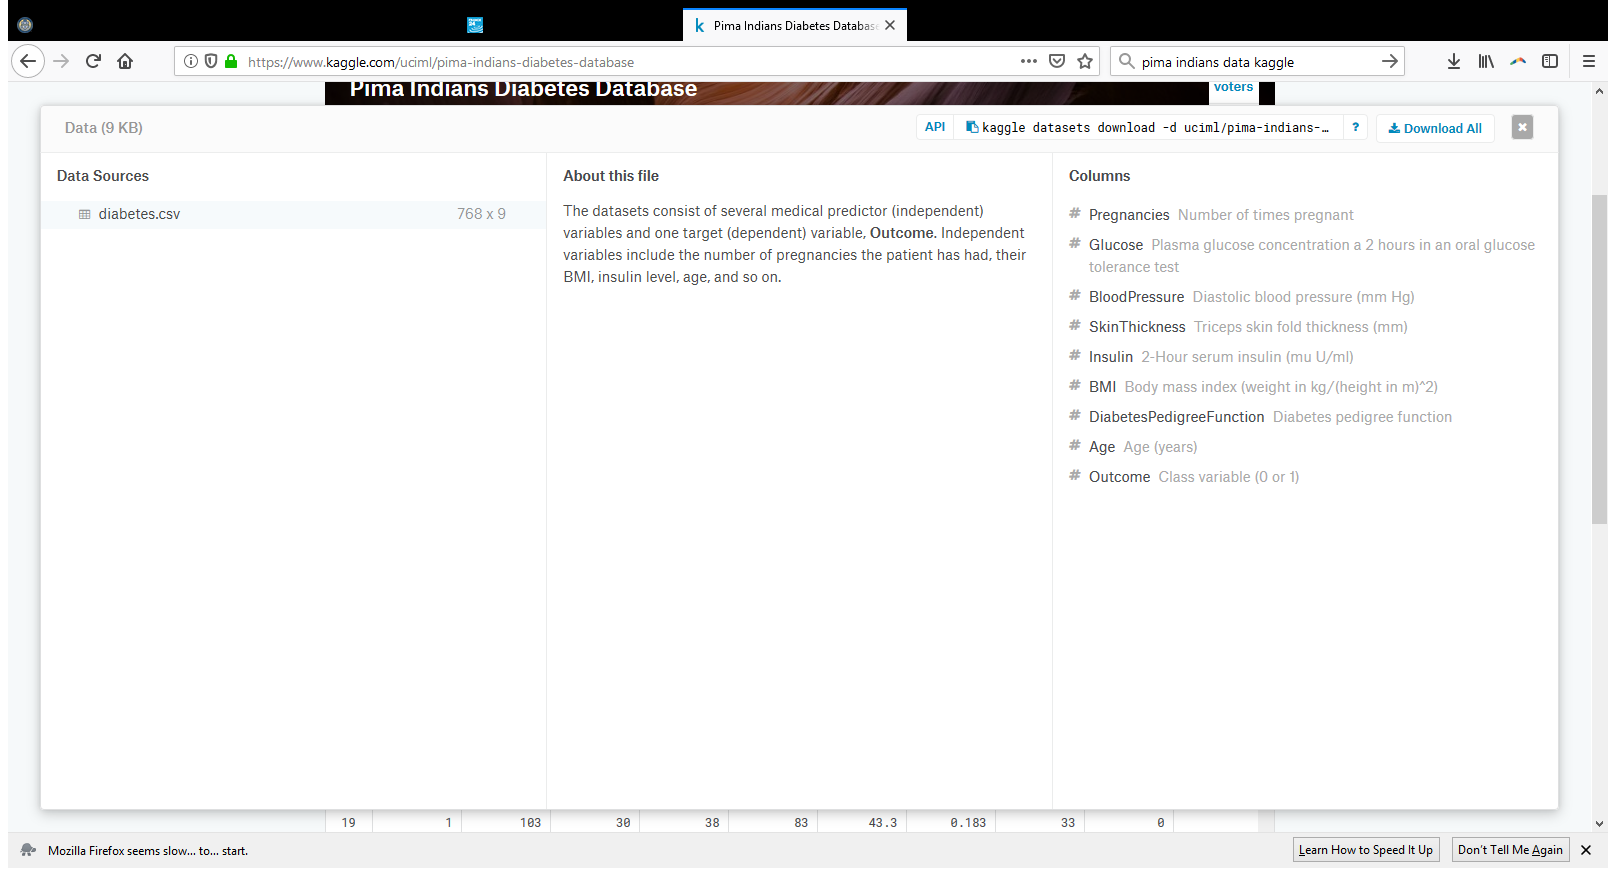 Pima Indians Diabetes Databas
https://www.kaggle.com/uciml/pima-indians-diabetes-database
pima indians data kaggle
Pima Indians Diabetes Database
voters
Data (9 KB)
API
kaggle datasets download -d uciml/pima-indians-…
?
Download All
Data Sources
diabetes.csv 768 x 9
About this file
The datasets consist of several medical predictor (independent)
variables and one target (dependent) variable, Outcome. Independent
variables include the number of pregnancies the patient has had, their
BMI, insulin level, age, and so on.
Columns
# Pregnancies Number of times pregnant
# Glucose Plasma glucose concentration a 2 hours in an oral glucose
tolerance test
# BloodPressure Diastolic blood pressure (mm Hg)
# SkinThickness Triceps skin fold thickness (mm)
# Insulin 2-Hour serum insulin (mu U/ml)
# BMI Body mass index (weight in kg/(height in m)^2)
# DiabetesPedigreeFunction Diabetes pedigree function
# Age Age (years)
# Outcome Class variable (0 or 1)
19 1 103 30 38 83 43.3 0.183 33 0
Mozilla Firefox seems slow... to... start.
Learn How to Speed It Up
Don't Tell Me Again